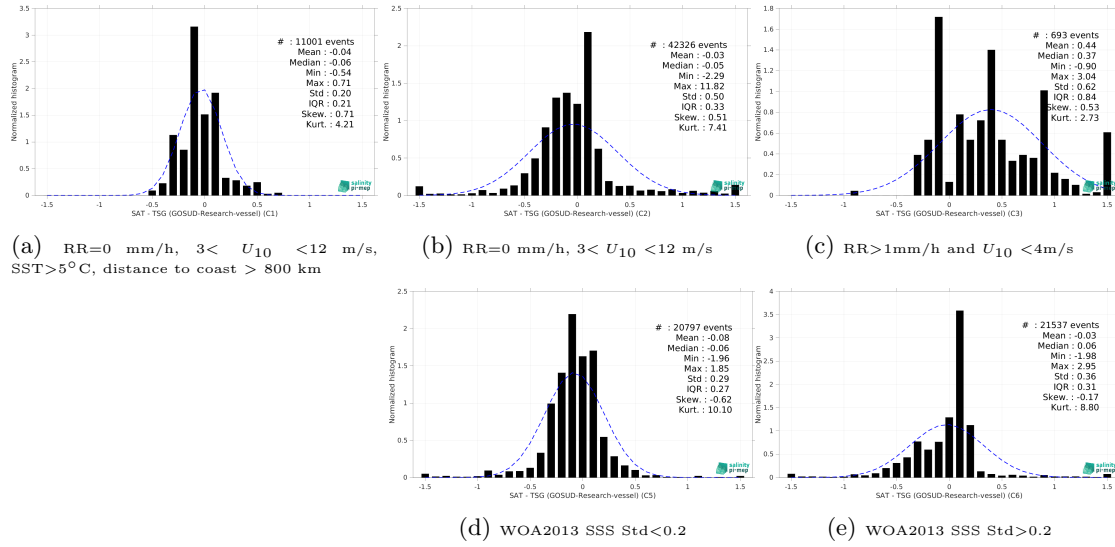 3.5
3
2.5
2
1.5
1
0.5
0
Normalized histogram
# : 11001 events
Mean : -0.04
Median : -0.06
Min : -0.54
Max : 0.71
Std : 0.20
IQR : 0.21
Skew. : 0.71
Kurt. : 4.21
salinity
pi-mep
-1.5 -1 -0.5 0 0.5 1 1.5
SAT - TSG (GOSUD-Research-vessel) (C1)
(a) RR=0 mm/h, 3< U10 <12 m/s,
SST>5°C, distance to coast > 800 km
2.5
2
1.5
1
0.5
0
Normalized histogram
# : 42326 events
Mean : -0.03
Median : -0.05
Min : -2.29
Max : 11.82
Std : 0.50
IQR : 0.33
Skew. : 0.51
Kurt. : 7.41
salinity
pi-mep
-1.5 -1 -0.5 0 0.5 1 1.5
SAT - TSG (GOSUD-Research-vessel) (C2)
(b) RR=0 mm/h, 3< U10 <12 m/s
1.8
1.6
1.4
1.2
1
0.8
0.6
0.4
0.2
0
Normalized histogram
# : 693 events
Mean : 0.44
Median : 0.37
Min : -0.90
Max : 3.04
Std : 0.62
IQR : 0.84
Skew. : 0.53
Kurt. : 2.73
salinity
pi-mep
-1.5 -1 -0.5 0 0.5 1 1.5
SAT - TSG (GOSUD-Research-vessel) (C3)
(c) RR>1mm/h and U10 <4m/s
2.5
2
1.5
1
0.5
0
Normalized histogram
# : 20797 events
Mean : -0.08
Median : -0.06
Min : -1.96
Max : 1.85
Std : 0.29
IQR : 0.27
Skew. : -0.62
Kurt. : 10.10
salinity
pi-mep
-1.5 -1 -0.5 0 0.5 1 1.5
SAT - TSG (GOSUD-Research-vessel) (C5)
(d) WOA2013 SSS Std<0.2
4
3.5
3
2.5
2
1.5
1
0.5
0
Normalized histogram
# : 21537 events
Mean : -0.03
Median : 0.06
Min : -1.98
Max : 2.95
Std : 0.36
IQR : 0.31
Skew. : -0.17
Kurt. : 8.80
salinity
pi-mep
-1.5 -1 -0.5 0 0.5 1 1.5
SAT - TSG (GOSUD-Research-vessel) (C6)
(e) WOA2013 SSS Std>0.2